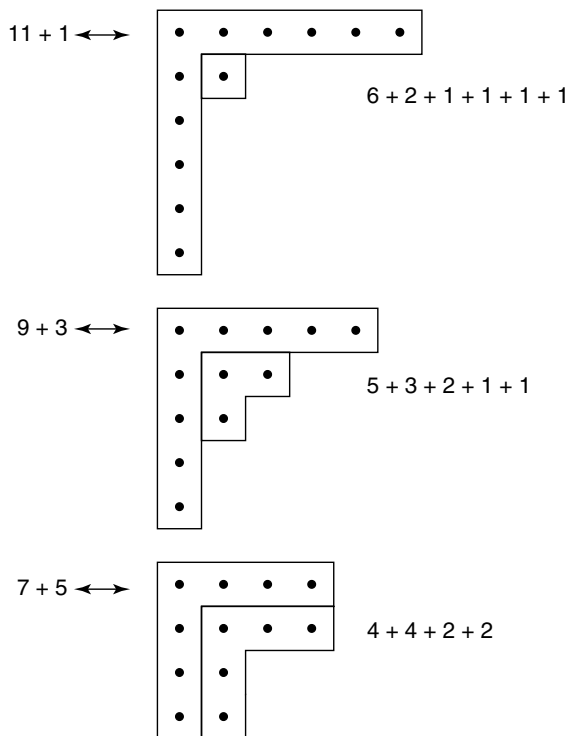 11 + 1
6 + 2 + 1 + 1 + 1 + 1
9 + 3
5 + 3 + 2 + 1 + 1
7 + 5
4 + 4 + 2 + 2